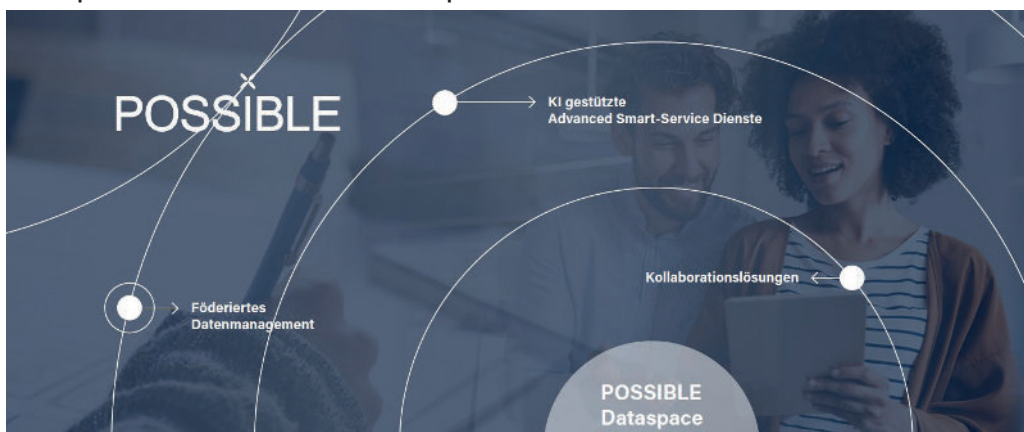 POSSIBLE
KI gestützte
Advanced Smart-Service Dienste
Kollaborationslösungen
Föderiertes
Datenmanagement
POSSIBLE
Dataspace